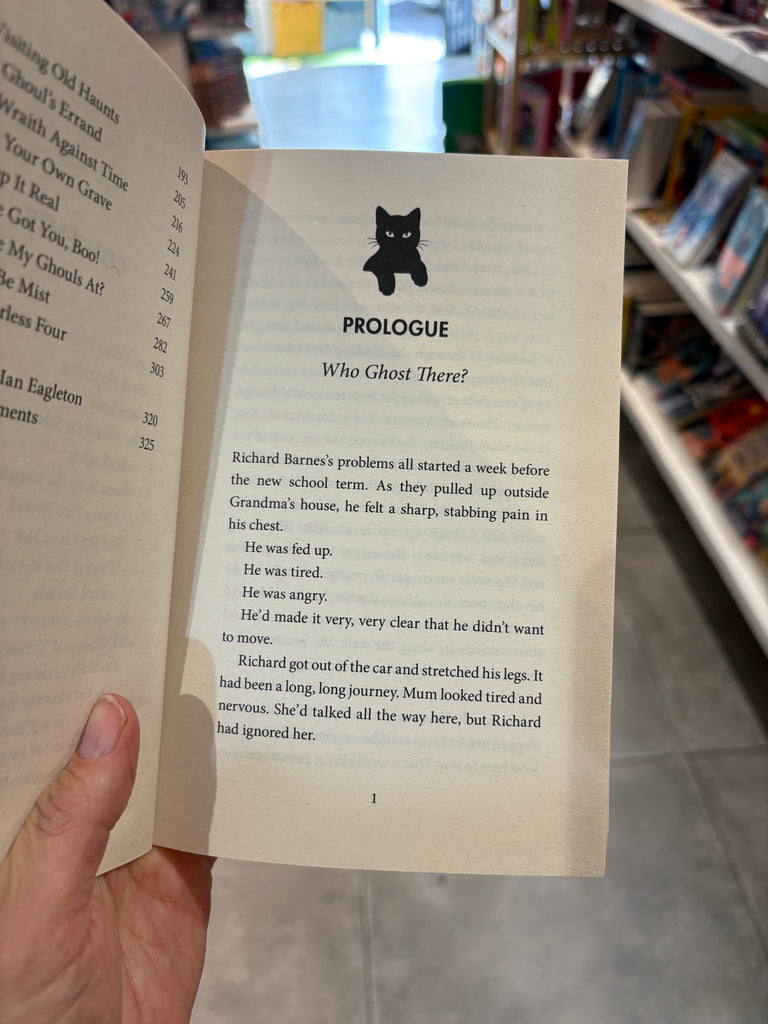 Visiting Old Haunts 193
Ghoul's Errand 205
Wraith Against Time 216
Your Own Grave 224
It Real 241
Got You, Boo! 259
My Ghouls At? 267
Be Mist 282
Four 303
Ian Eagleton 320
325
PROLOGUE
Who Ghost There?
Richard Barnes's problems all started a week before
the new school term. As they pulled up outside
Grandma's house, he felt a sharp, stabbing pain in
his chest.
He was fed up.
He was tired.
He was angry.
He'd made it very, very clear that he didn't want
to move.
Richard got out of the car and stretched his legs. It
had been a long, long journey. Mum looked tired and
nervous. She'd talked all the way here, but Richard
had ignored her.
1